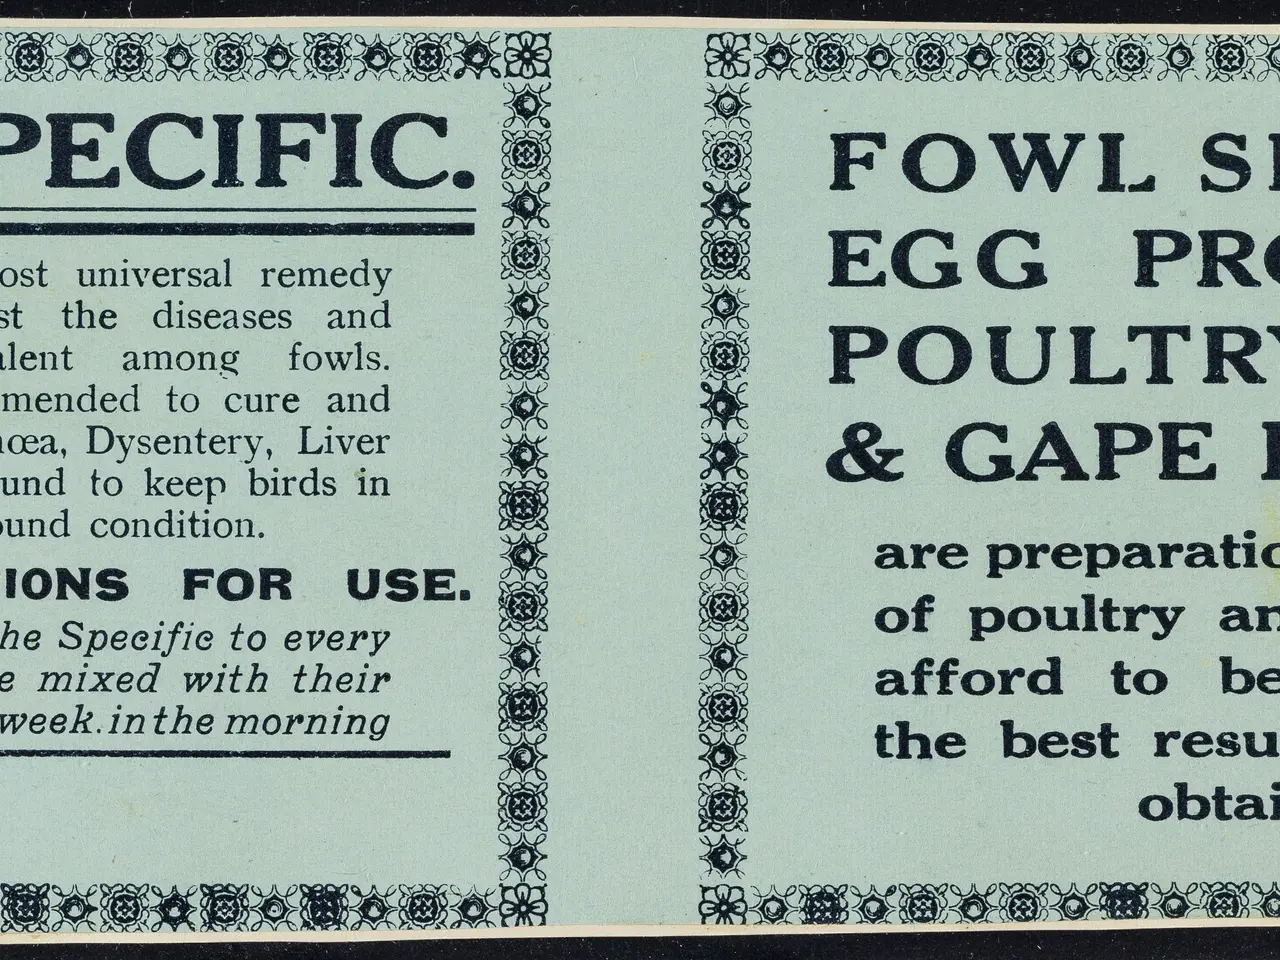 PECIFIC.
ost universal remedy
st the diseases and
alent among fowls.
mended to cure and
œa, Dysentery, Liver
und to keep birds in
ound condition.
IONS FOR USE.
he Specific to every
e mixed with their
week. in the morning
FOWL S
EGG PRO
POULTRY
& GAPE
are preparatio
of poultry an
afford to be
the best resu
obtai